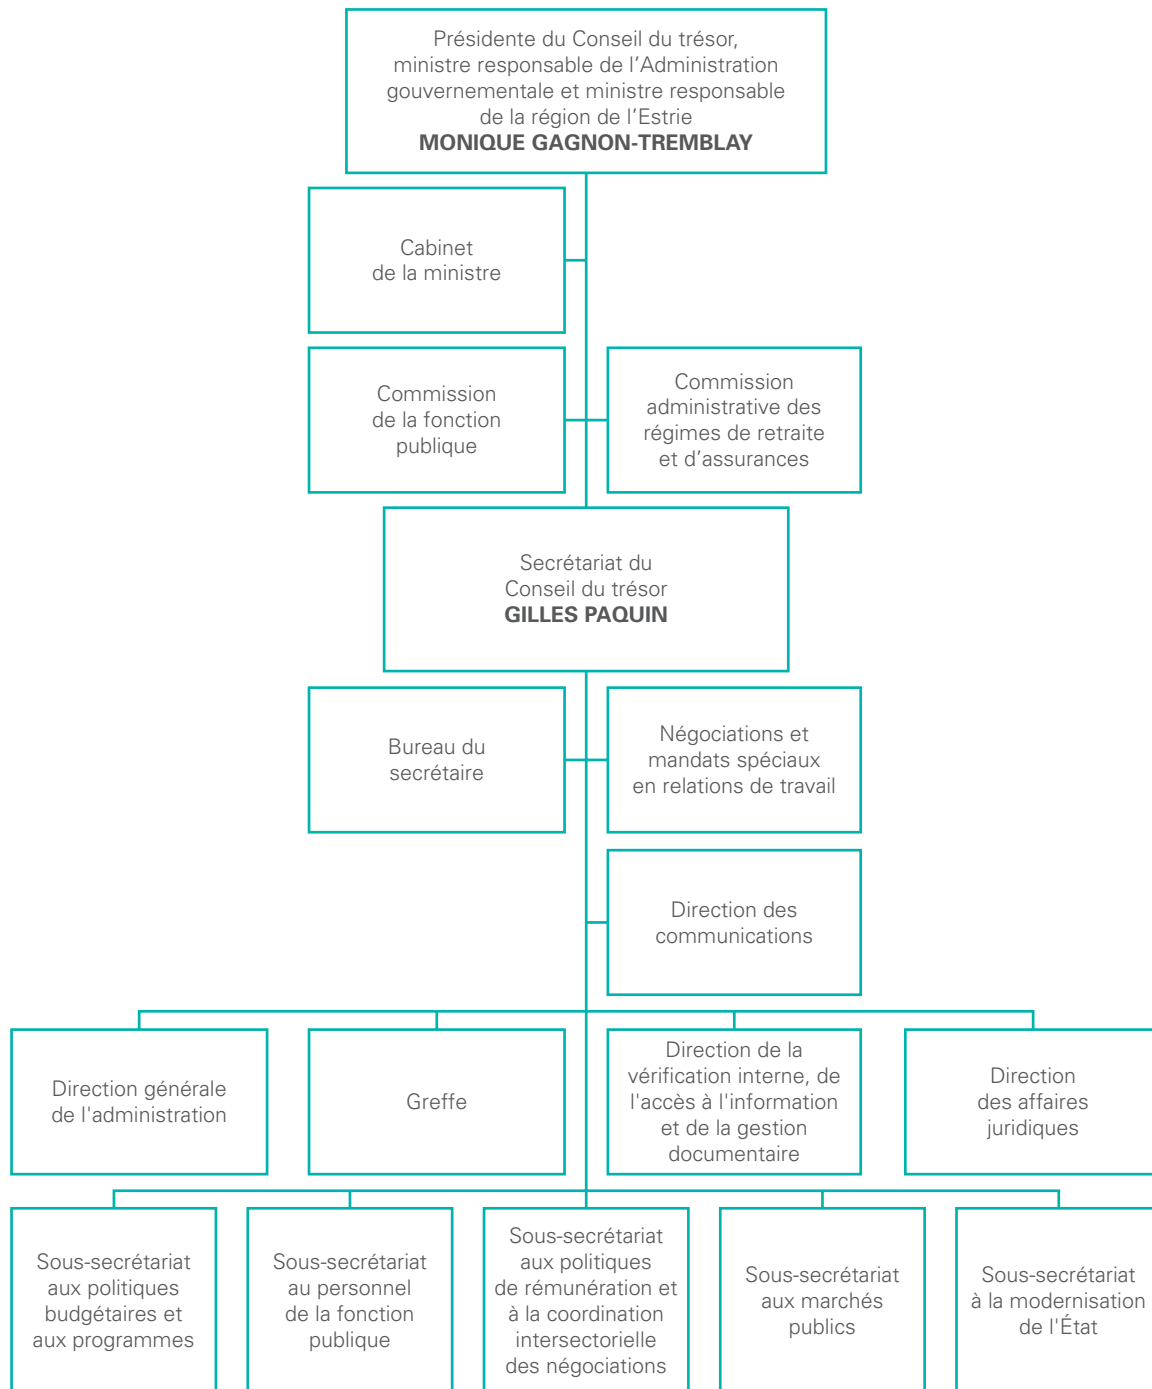 Présidente du Conseil du trésor,
ministre responsable de l’Administration
gouvernementale et ministre responsable
de la région de l’Estrie
MONIQUE GAGNON-TREMBLAY
Cabinet
de la ministre
Commission
de la fonction
publique
Commission
administrative des
régimes de retraite
et d’assurances
Secrétariat du
Conseil du trésor
GILLES PAQUIN
Bureau du
secrétaire
Négociations et
mandats spéciaux
en relations de travail
Direction des
communications
Direction générale
de l'administration
Greffe
Direction de la
vérification interne, de
l'accès à l'information
et de la gestion
documentaire
Direction
des affaires
juridiques
Sous-secrétariat
aux politiques
budgétaires et
aux programmes
Sous-secrétariat
au personnel
de la fonction
publique
Sous-secrétariat
aux politiques
de rémunération et
à la coordination
intersectorielle
des négociations
Sous-secrétariat
aux marchés
publics
Sous-secrétariat
à la modernisation
de l'État